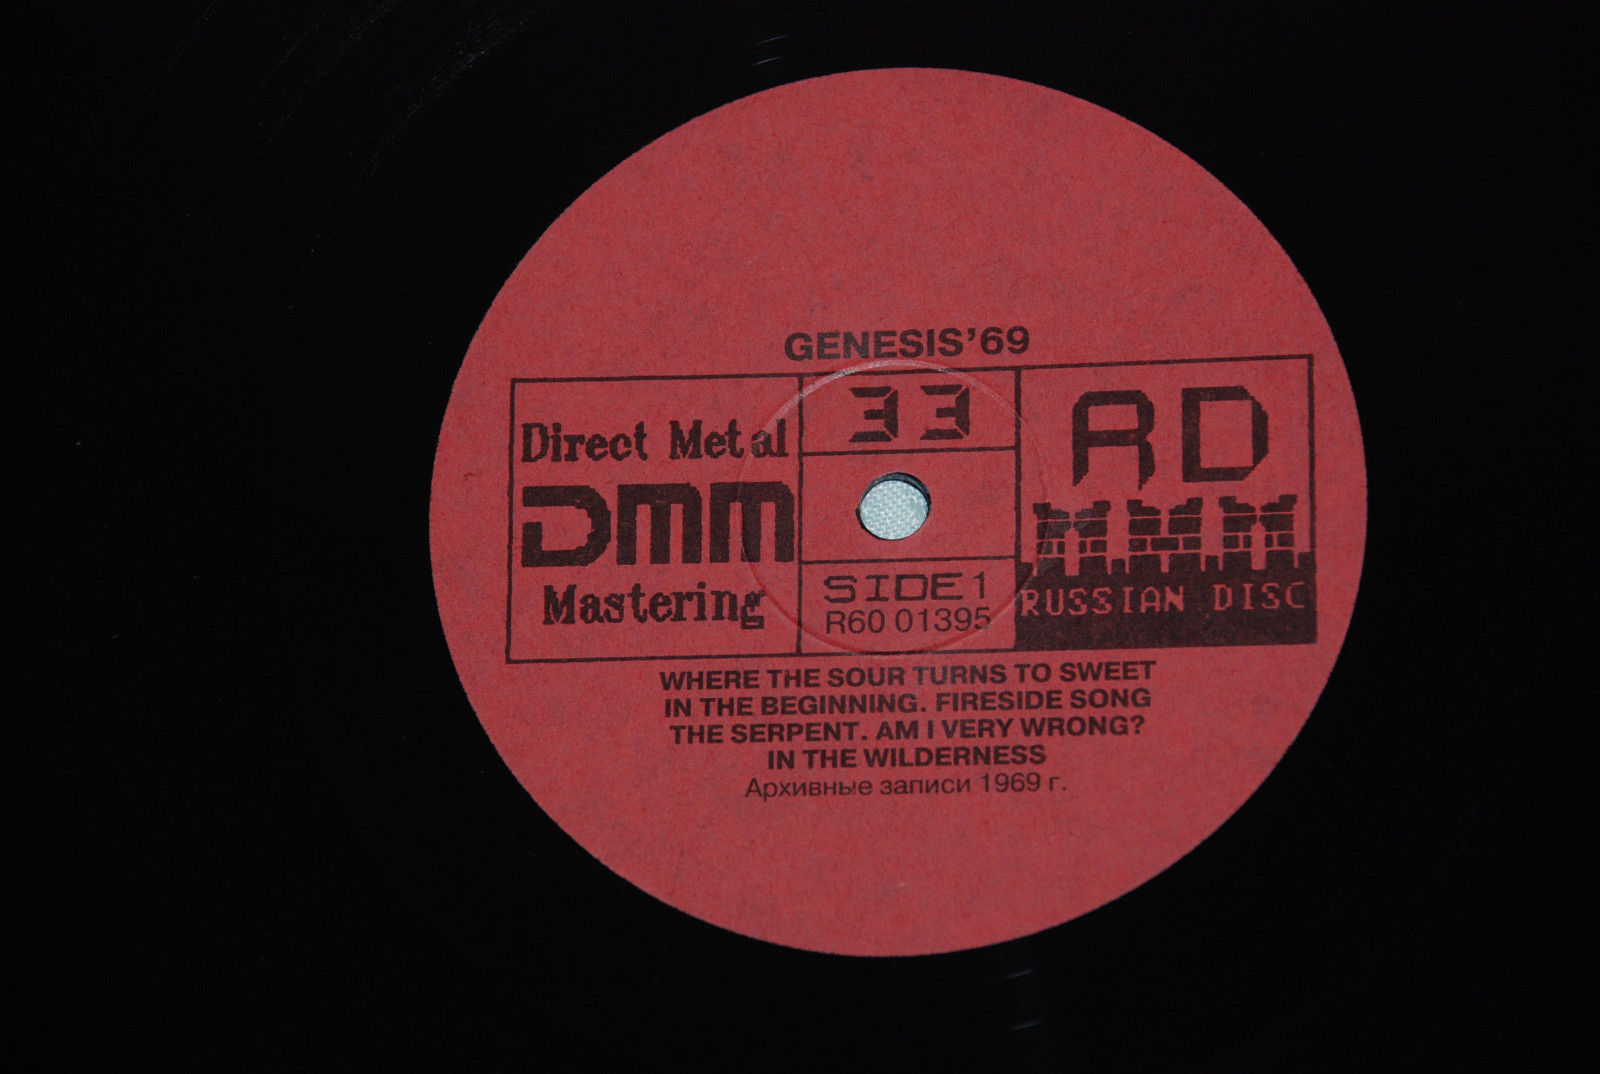 GENESIS'69
Direct Metal
DMM
Mastering
33
SIDE 1
R60 01395
RD
RUSSIAN DISC
WHERE THE SOUR TURNS TO SWEET
IN THE BEGINNING. FIRESIDE SONG
THE SERPENT. AM I VERY WRONG?
IN THE WILDERNESS
Архивные записи 1969 г.